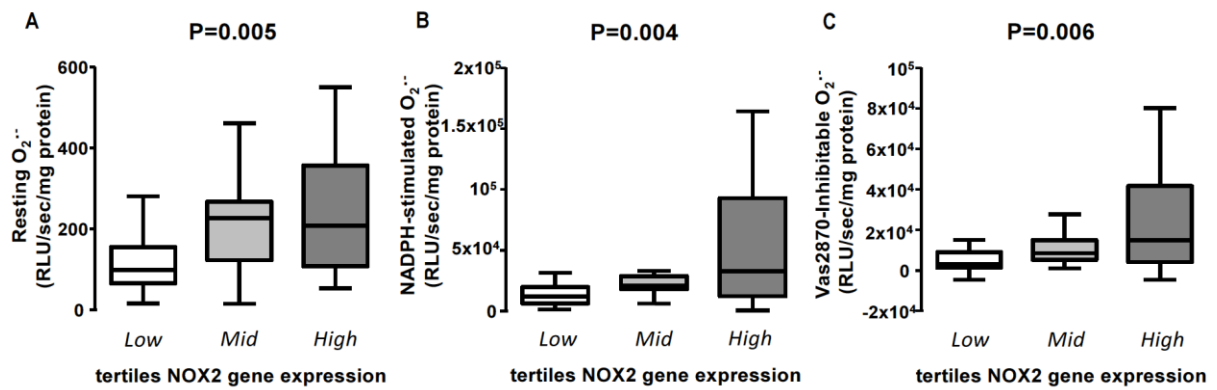 A
P=0.005
Resting O₂·⁻
(RLU/sec/mg protein)
600
400
200
0
Low Mid High
tertiles NOX2 gene expression
B
P=0.004
NADPH-stimulated O₂·⁻
(RLU/sec/mg protein)
2x10⁵
1.5x10⁵
10⁵
5x10⁴
0
Low Mid High
tertiles NOX2 gene expression
C
P=0.006
Vas2870-Inhibitable O₂·⁻
(RLU/sec/mg protein)
10⁵
8x10⁴
6x10⁴
4x10⁴
2x10⁴
0
-2x10⁴
Low Mid High
tertiles NOX2 gene expression